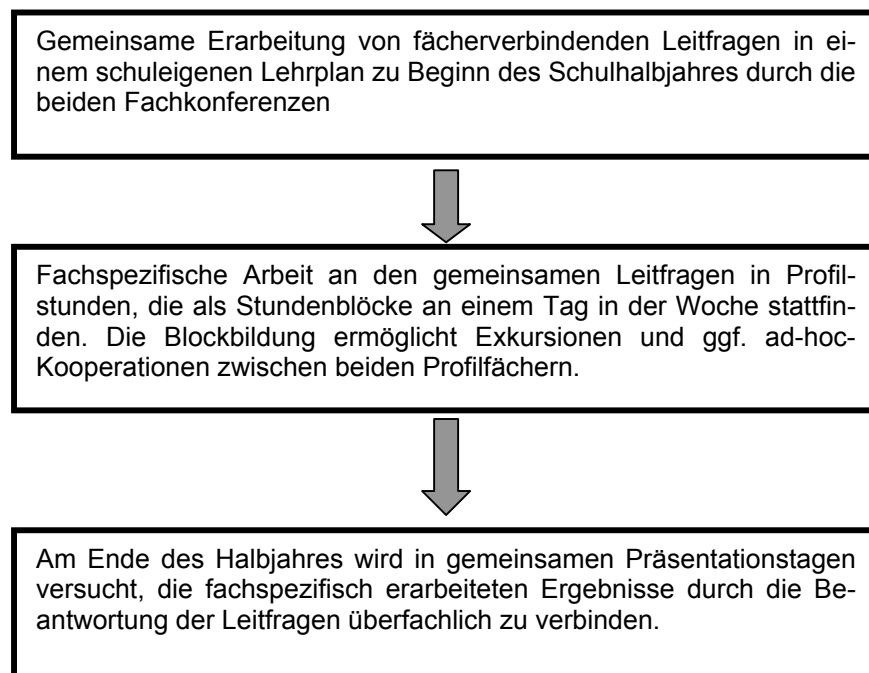 Gemeinsame Erarbeitung von fächerverbindenden Leitfragen in ei-
nem schuleigenen Lehrplan zu Beginn des Schulhalbjahres durch die
beiden Fachkonferenzen
Fachspezifische Arbeit an den gemeinsamen Leitfragen in Profil-
stunden, die als Stundenblöcke an einem Tag in der Woche stattfin-
den. Die Blockbildung ermöglicht Exkursionen und ggf. ad-hoc-
Kooperationen zwischen beiden Profilfächern.
Am Ende des Halbjahres wird in gemeinsamen Präsentationstagen
versucht, die fachspezifisch erarbeiteten Ergebnisse durch die Be-
antwortung der Leitfragen überfachlich zu verbinden.